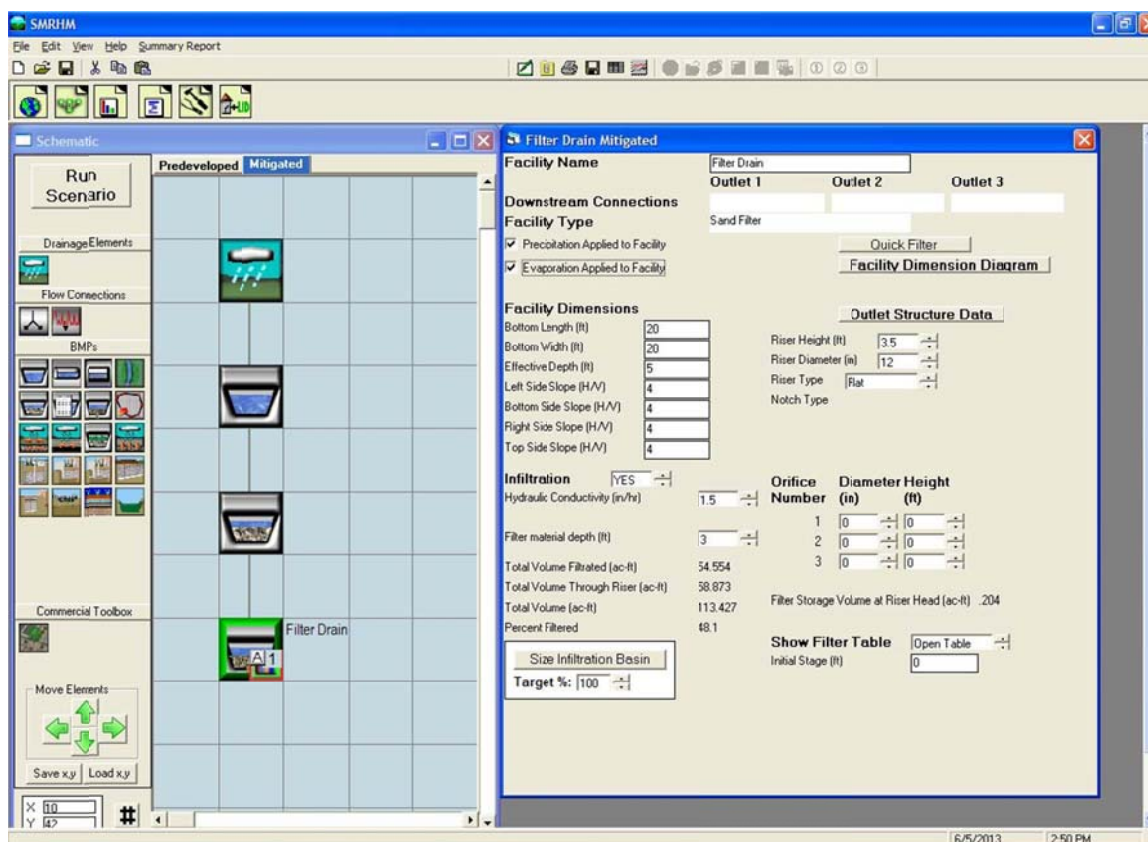 SMRHM
File Edit View Help Summary Report
① ② ③
Schematic
Run
Scenario
Predeveloped Mitigated
Drainage Elements
Flow Connections
BMPs
Commercial Toolbox
Move Elements
Save x,y Load x,y
X 10
Y 42
#
Filter Drain
A 1
Filter Drain Mitigated
Facility Name Filter Drain
Outlet 1 Outlet 2 Outlet 3
Downstream Connections
Facility Type Sand Filter
Precipitation Applied to Facility Quick Filter
Evaporation Applied to Facility Facility Dimension Diagram
Facility Dimensions
Bottom Length (ft) 20
Bottom Width (ft) 20
Effective Depth (ft) 5
Left Side Slope (H/V) 4
Bottom Side Slope (H/V) 4
Right Side Slope (H/V) 4
Top Side Slope (H/V) 4
Outlet Structure Data
Riser Height (ft) 3.5
Riser Diameter (in) 12
Riser Type Flat
Notch Type
Infiltration YES
Hydraulic Conductivity (in/hr) 1.5
Filter material depth (ft) 3
Total Volume Filtrated (ac-ft) 54.554
Total Volume Through Riser (ac-ft) 58.873
Total Volume (ac-ft) 113.427
Percent Filtered 48.1
Size Infiltration Basin
Target %: 100
Orifice Diameter Height
Number (in) (ft)
1 0 0
2 0 0
3 0 0
Filter Storage Volume at Riser Head (ac-ft) .204
Show Filter Table Open Table
Initial Stage (ft) 0
6/5/2013 2:50 PM